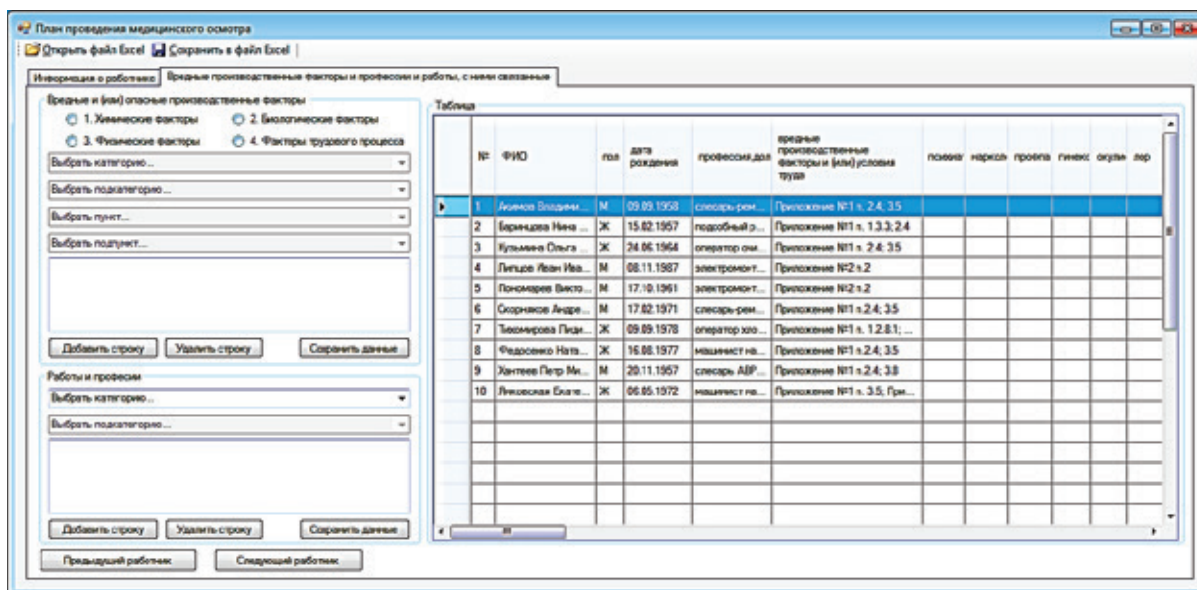 План проведения медицинского осмотра
Открыть файл Excel Сохранить в файл Excel
Информация о работнике Вредные производственные факторы и профессии и работы, с ними связанные
Вредные и (или) опасные производственные факторы
1. Химические факторы 2. Биологические факторы
3. Физические факторы 4. Факторы трудового процесса
Выбрать категорию...
Выбрать подкатегорию...
Выбрать пункт...
Выбрать подпункт...
Добавить строку Удалить строку Сохранить данные
Работы и професии
Выбрать категорию...
Выбрать подкатегорию...
Добавить строку Удалить строку Сохранить данные
Предыдущий работник Следующий работник
Таблица
№ ФИО пол дата рождения профессия,дол вредные производственные факторы и (или) условия труда психиа нарколо гинекс окули лор
1 Акимов Владими... М 09.09.1958 слесарь-рем... Приложение №1 п. 2.4; 3.5
2 Баринцева Нина ... Ж 15.02.1957 подсобный р... Приложение №1 п. 1.3.3; 2.4
3 Кузьмина Ольга ... Ж 24.06.1964 оператор очи... Приложение №1 п. 2.4; 3.5
4 Липцов Иван Ива... М 08.11.1987 электромонт... Приложение №2 п.2
5 Пономарев Викто... М 17.10.1961 электромонт... Приложение №2 п.2
6 Скорняков Андре... М 17.02.1971 слесарь-рем... Приложение №1 п.2.4; 3.5
7 Тихомирова Лиди... Ж 09.09.1978 оператор хло... Приложение №1 п. 1.2.8.1; ...
8 Федосенко Ната... Ж 16.08.1977 машинист на... Приложение №1 п.2.4; 3.5
9 Хантеев Петр Ми... М 20.11.1957 слесарь АВР... Приложение №1 п.2.4; 3.8
10 Янковская Екате... Ж 06.05.1972 машинист на... Приложение №1 п. 3.5; При...